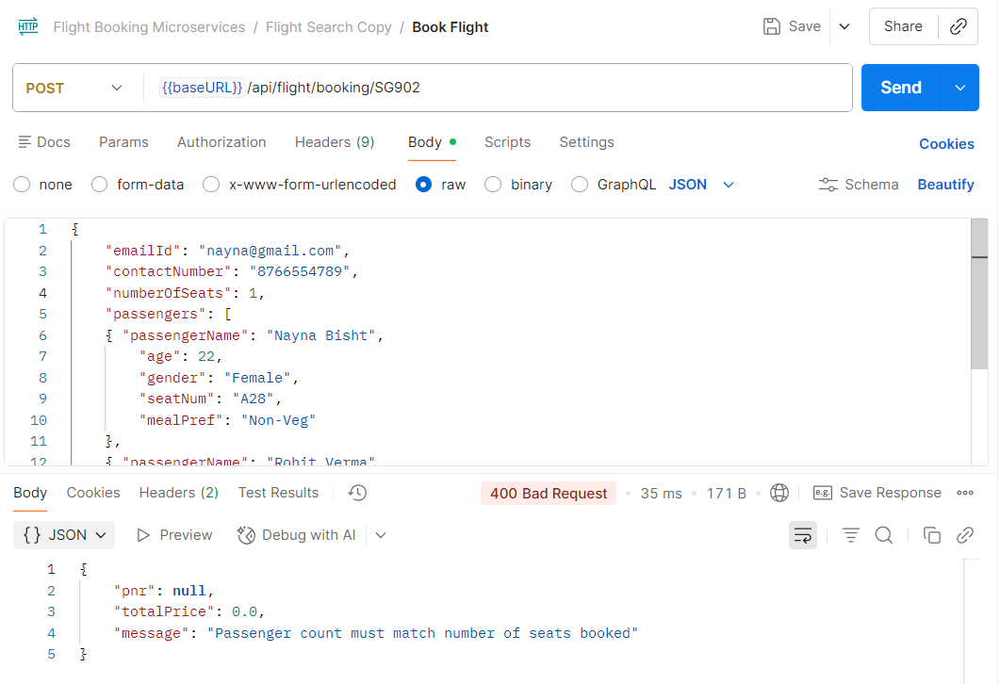 HTTP Flight Booking Microservices / Flight Search Copy / Book Flight Save Share
POST {{baseURL}} /api/flight/booking/SG902 Send
Docs Params Authorization Headers (9) Body Scripts Settings Cookies
none form-data x-www-form-urlencoded raw binary GraphQL JSON Schema Beautify
1 {
2 "emailId": "nayna@gmail.com",
3 "contactNumber": "8766554789",
4 "numberOfSeats": 1,
5 "passengers": [
6 { "passengerName": "Nayna Bisht",
7 "age": 22,
8 "gender": "Female",
9 "seatNum": "A28",
10 "mealPref": "Non-Veg"
11 },
12 { "passengerName": "Rohit Verma"
Body Cookies Headers (2) Test Results 400 Bad Request • 35 ms • 171 B • e.g. Save Response
{} JSON Preview Debug with AI
1 {
2 "pnr": null,
3 "totalPrice": 0.0,
4 "message": "Passenger count must match number of seats booked"
5 }